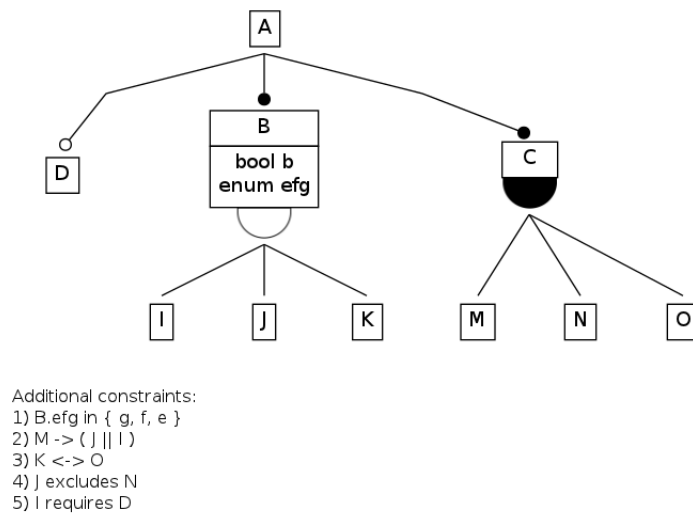 A
B
bool b
enum efg
C
D
I
J
K
M
N
O
Additional constraints:
1) B.efg in { g, f, e }
2) M -> ( J || I )
3) K <-> O
4) J excludes N
5) I requires D